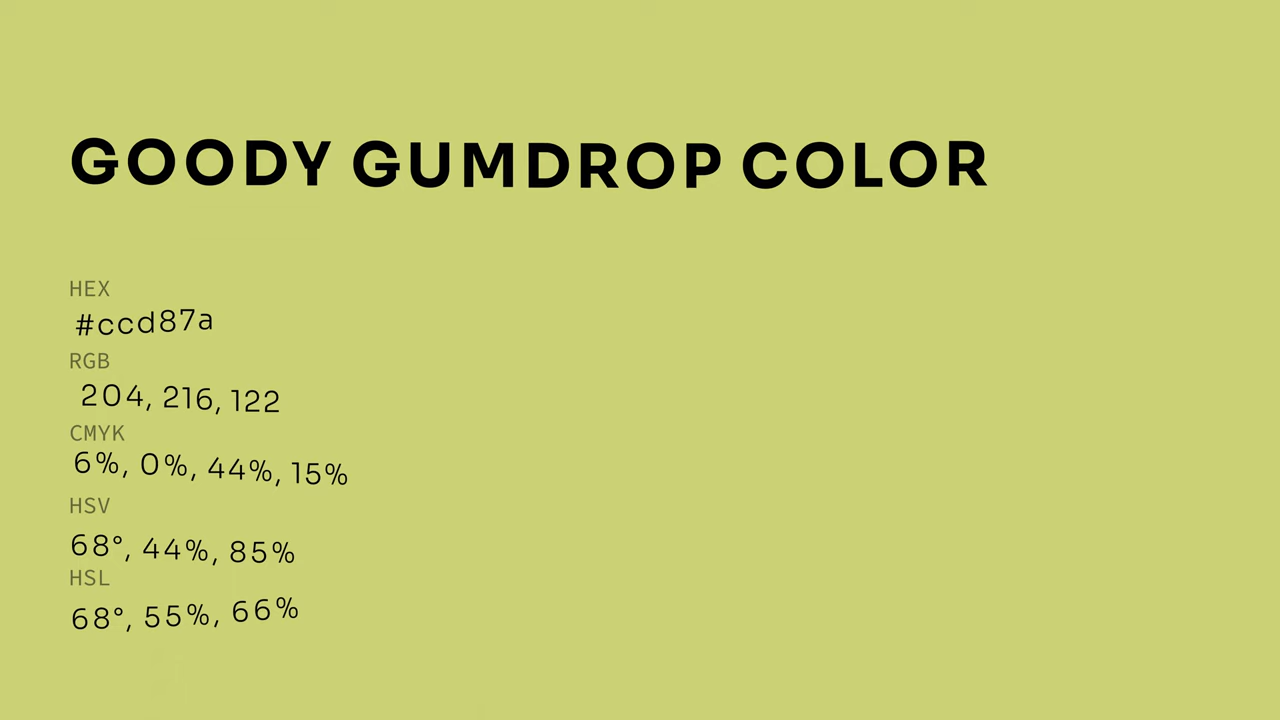 GOODY GUMDROP COLOR
HEX
#ccd87a
RGB
204, 216, 122
CMYK
6%, 0%, 44%, 15%
HSV
68°, 44%, 85%
HSL
68°, 55%, 66%